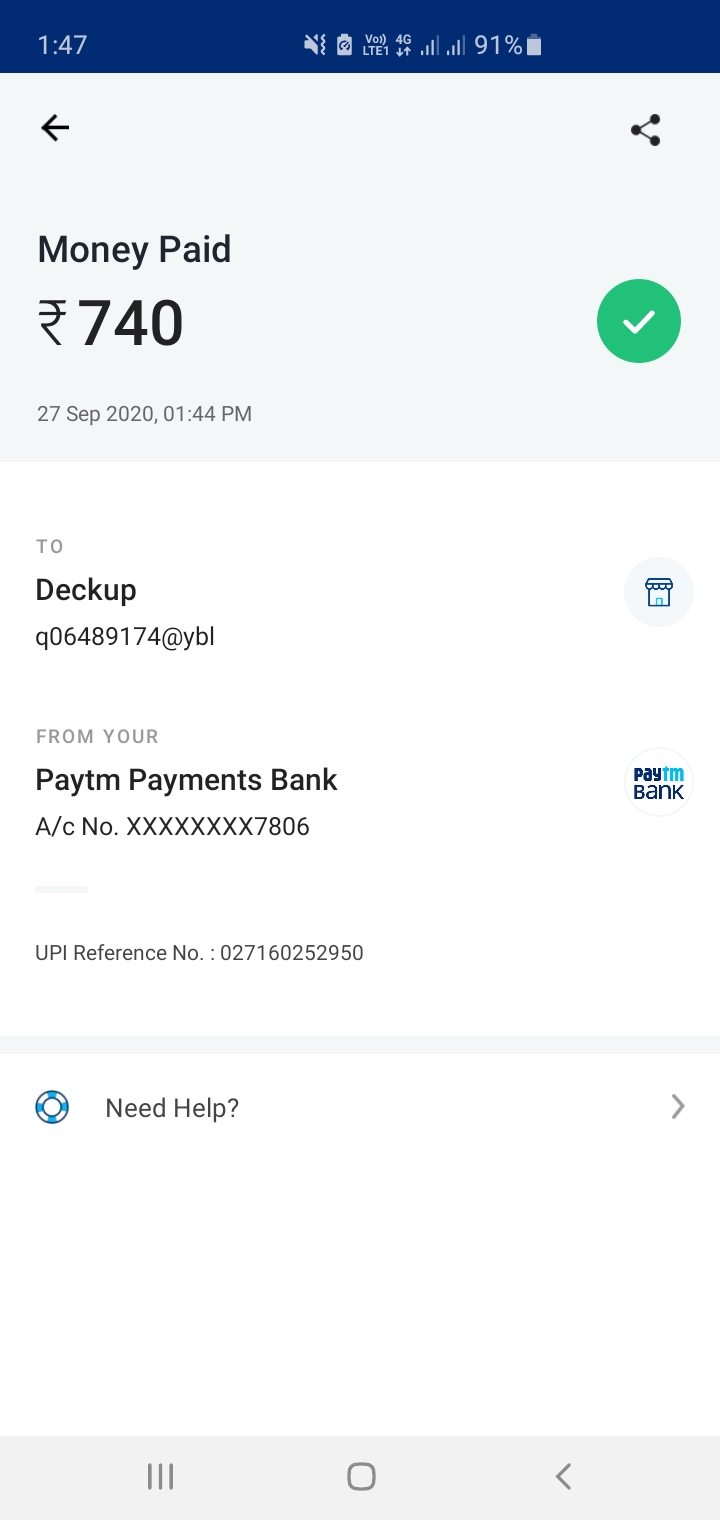 1:47
Vo)) 4G 91%
LTE1
Money Paid
₹ 740
27 Sep 2020, 01:44 PM
TO
Deckup
q06489174@ybl
FROM YOUR
Paytm Payments Bank
paytm
BANK
A/c No. XXXXXXXX7806
UPI Reference No. : 027160252950
Need Help?